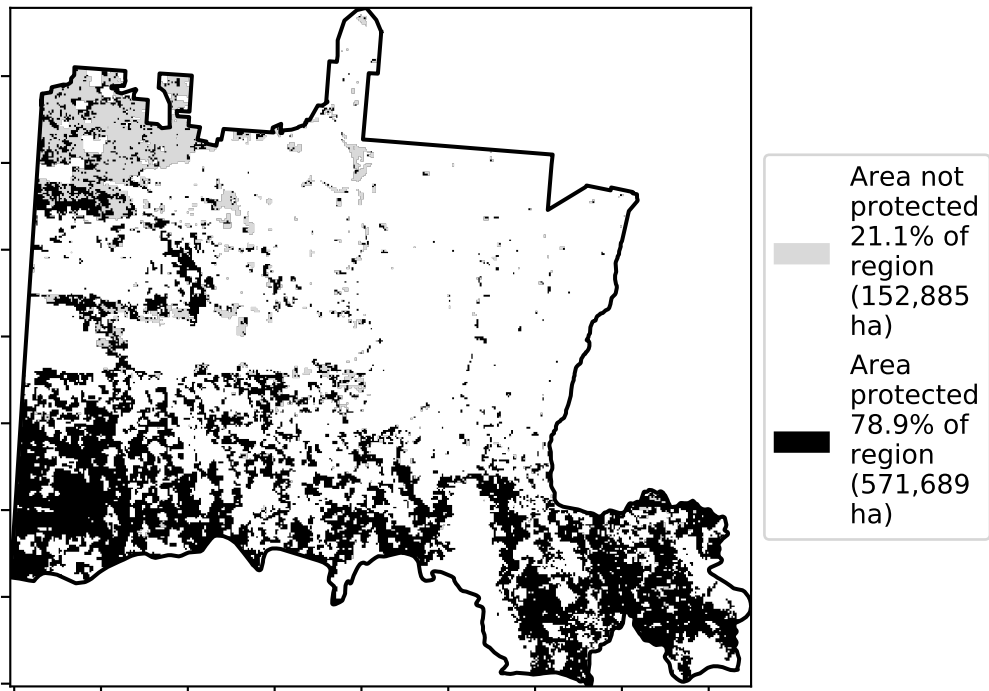 Area not
protected
21.1% of
region
(152,885
ha)
Area
protected
78.9% of
region
(571,689
ha)